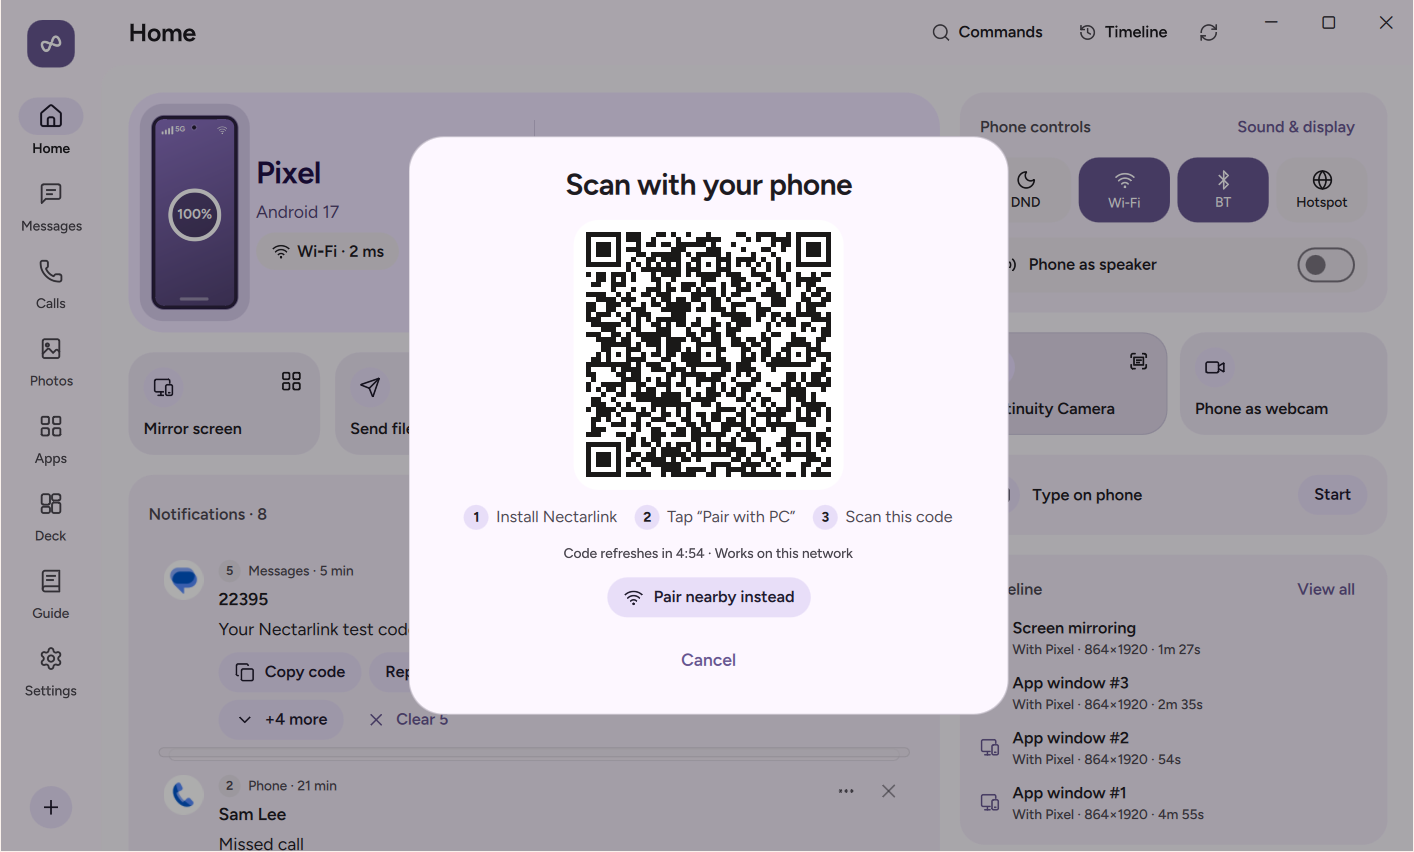 Home
Commands
Timeline
Home
Messages
Calls
Photos
Apps
Deck
Guide
Settings
5G
100%
Pixel
Android 17
Wi-Fi · 2 ms
Mirror screen
Send file
Notifications · 8
5 Messages · 5 min
22395
Your Nectarlink test code
Copy code
Rep
+4 more
Clear 5
2 Phone · 21 min
Sam Lee
Missed call
Scan with your phone
1 Install Nectarlink
2 Tap “Pair with PC”
3 Scan this code
Code refreshes in 4:54 · Works on this network
Pair nearby instead
Cancel
Phone controls
Sound & display
DND
Wi-Fi
BT
Hotspot
Phone as speaker
tinuity Camera
Phone as webcam
Type on phone
Start
eline
View all
Screen mirroring
With Pixel · 864×1920 · 1m 27s
App window #3
With Pixel · 864×1920 · 2m 35s
App window #2
With Pixel · 864×1920 · 54s
App window #1
With Pixel · 864×1920 · 4m 55s